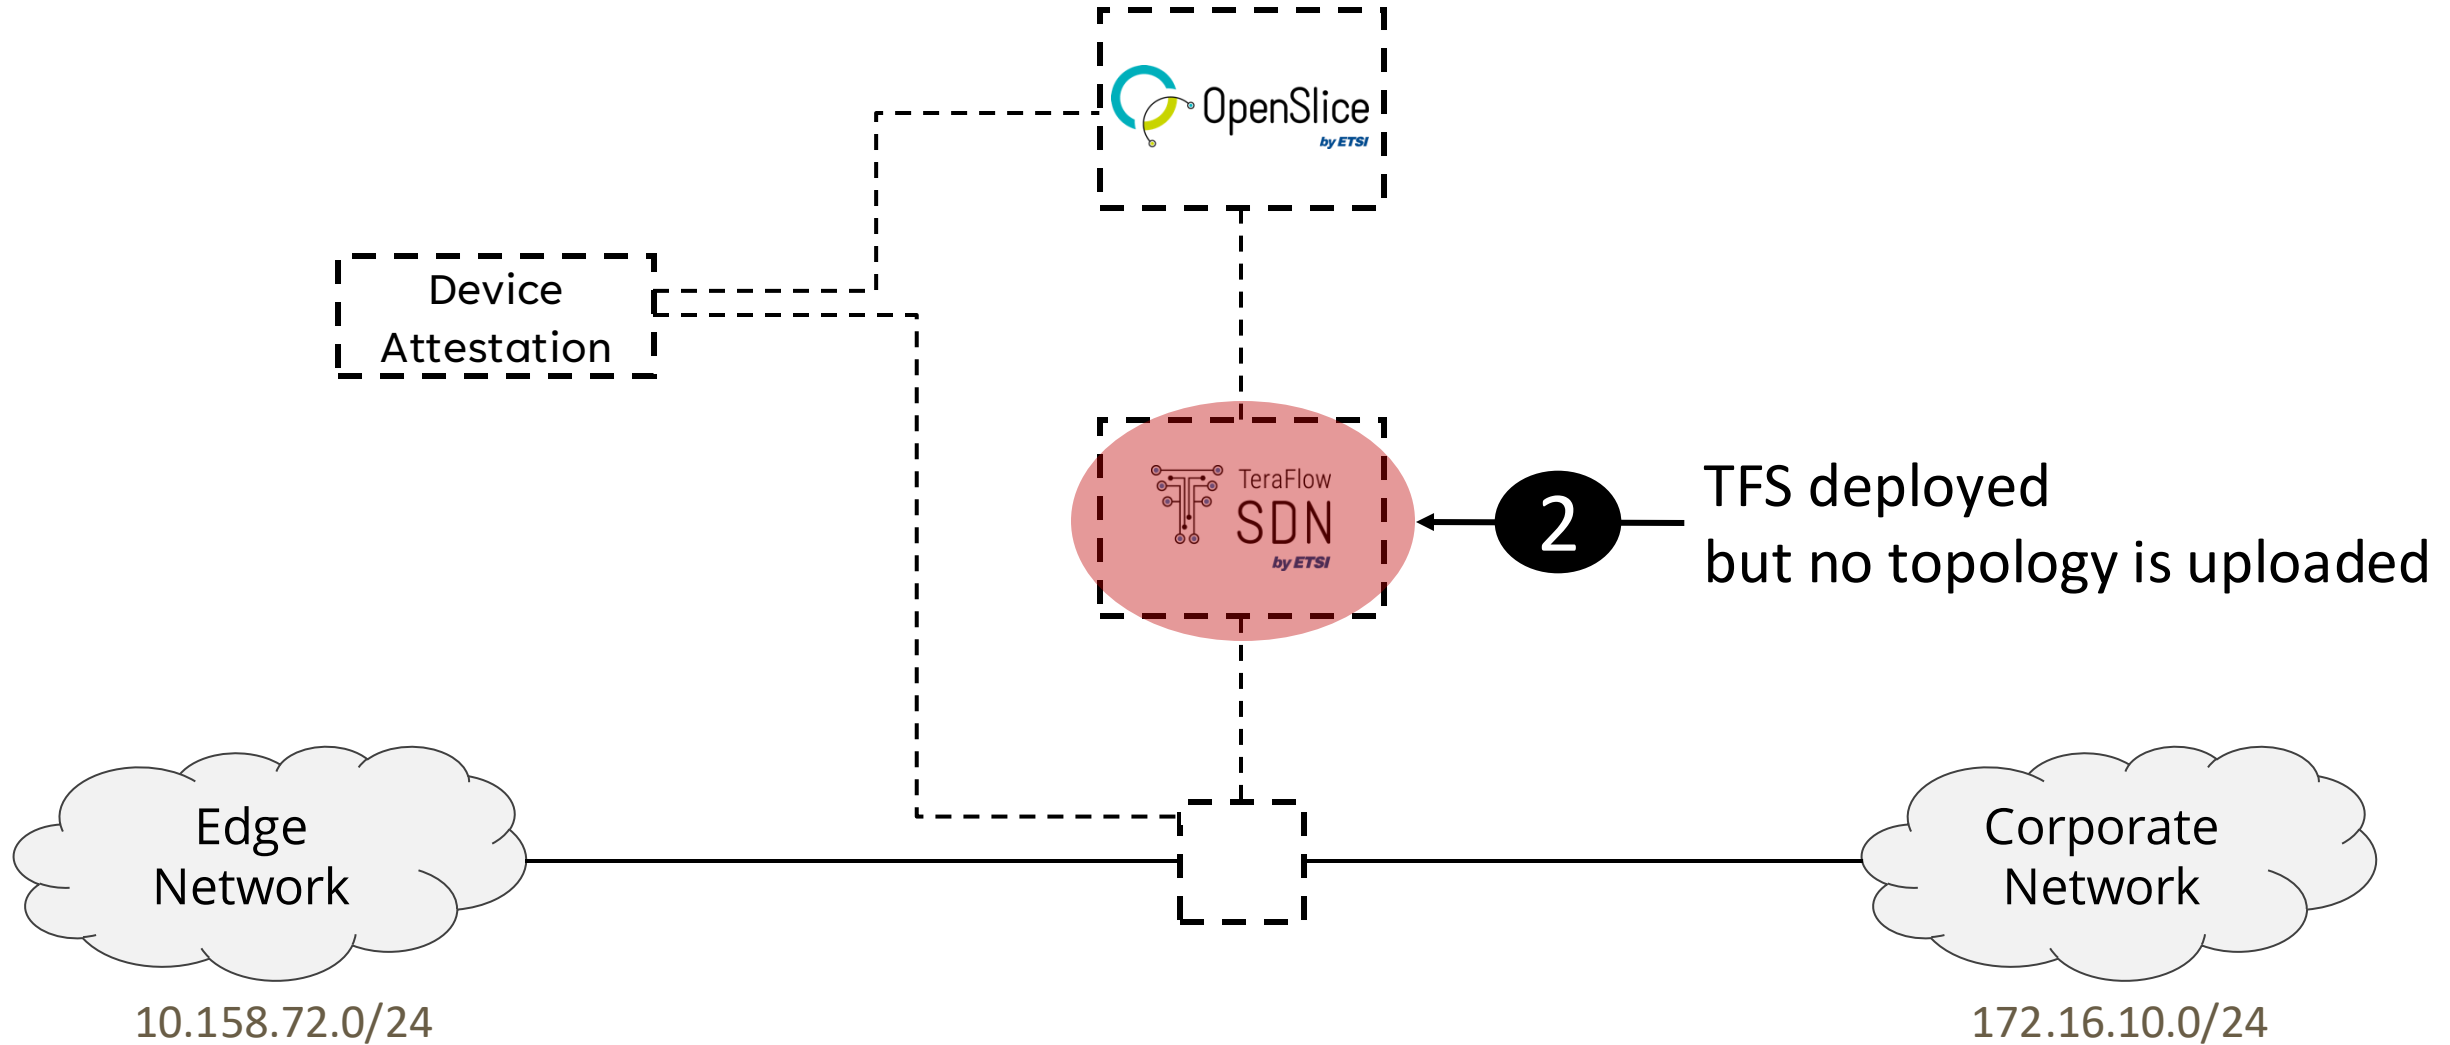 OpenSlice
by ETSI
Device
Attestation
TeraFlow
SDN
by ETSI
2
TFS deployed
but no topology is uploaded
Edge
Network
10.158.72.0/24
Corporate
Network
172.16.10.0/24